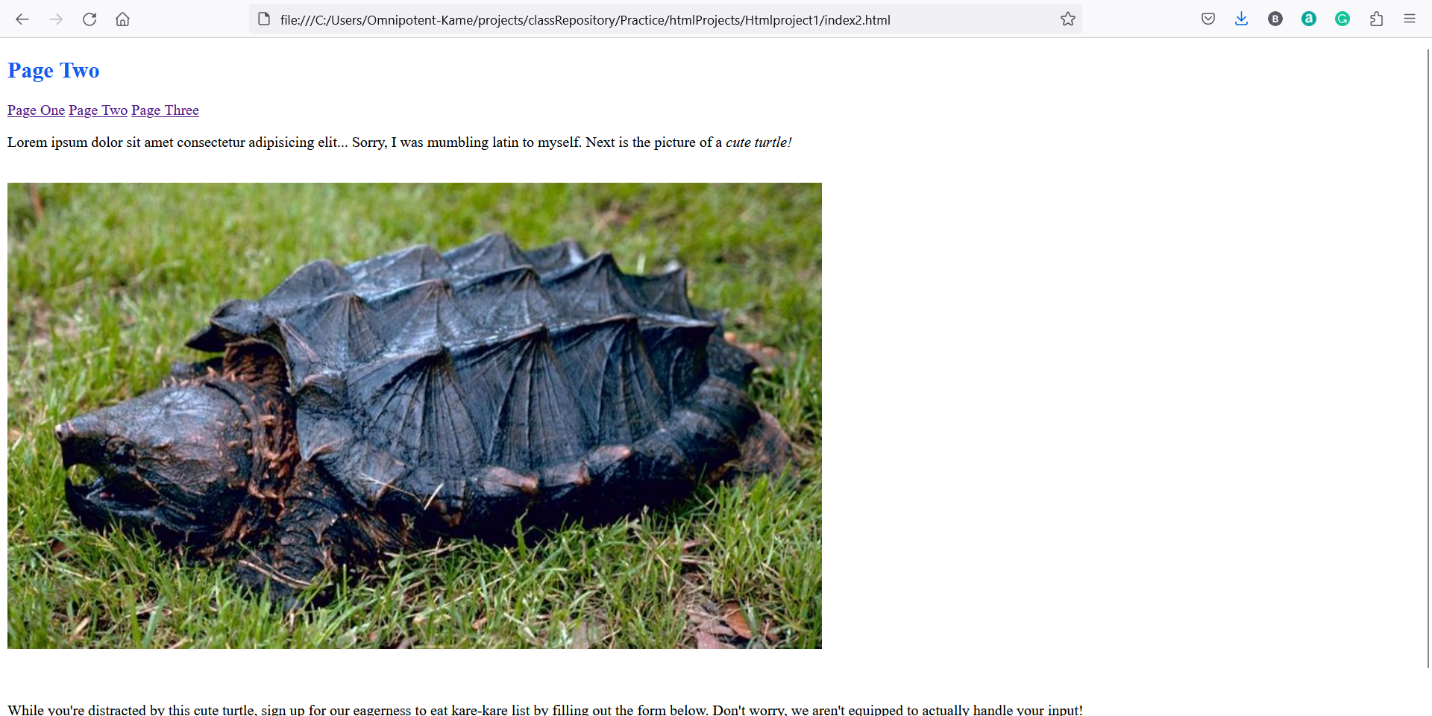 file:///C:/Users/Omnipotent-Kame/projects/classRepository/Practice/htmlProjects/Htmlproject1/index2.html
Page Two
Page One Page Two Page Three
Lorem ipsum dolor sit amet consectetur adipisicing elit... Sorry, I was mumbling latin to myself. Next is the picture of a cute turtle!
While you're distracted by this cute turtle, sign up for our eagerness to eat kare-kare list by filling out the form below. Don't worry, we aren't equipped to actually handle your input!